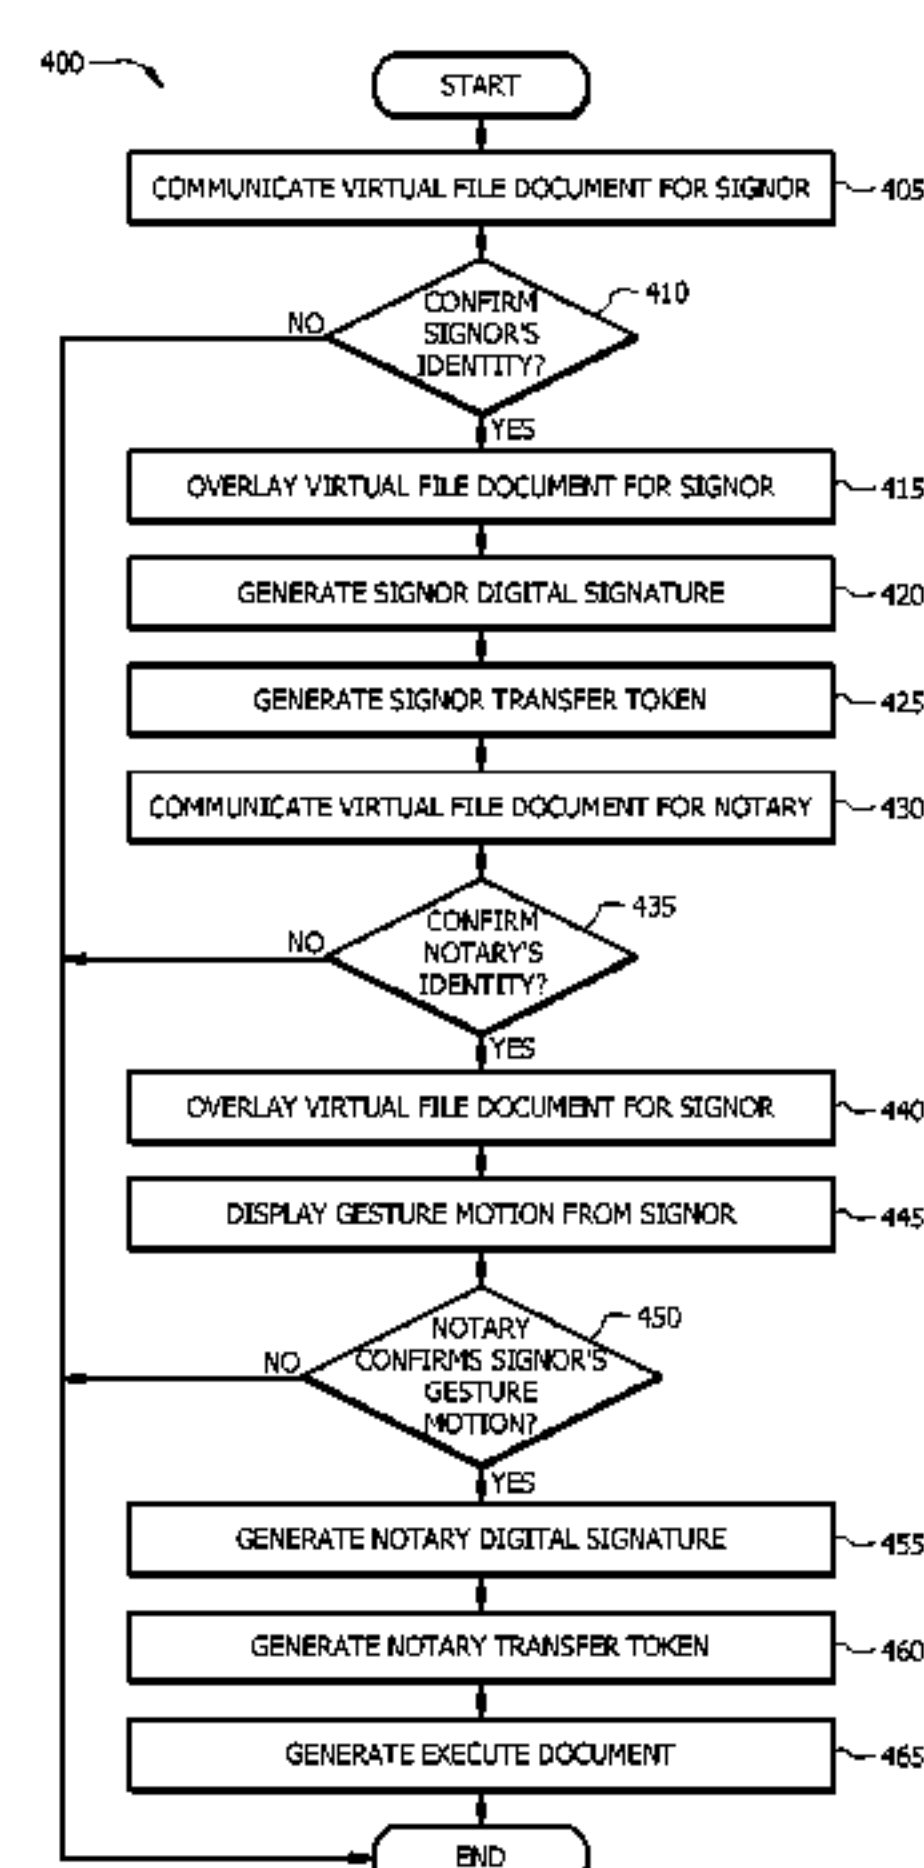 400
START
COMMUNICATE VIRTUAL FILE DOCUMENT FOR SIGNOR
405
CONFIRM
SIGNOR'S
IDENTITY?
410
NO
YES
OVERLAY VIRTUAL FILE DOCUMENT FOR SIGNOR
415
GENERATE SIGNOR DIGITAL SIGNATURE
420
GENERATE SIGNOR TRANSFER TOKEN
425
COMMUNICATE VIRTUAL FILE DOCUMENT FOR NOTARY
430
CONFIRM
NOTARY'S
IDENTITY?
435
NO
YES
OVERLAY VIRTUAL FILE DOCUMENT FOR SIGNOR
440
DISPLAY GESTURE MOTION FROM SIGNOR
445
NOTARY
CONFIRMS SIGNOR'S
GESTURE
MOTION?
450
NO
YES
GENERATE NOTARY DIGITAL SIGNATURE
455
GENERATE NOTARY TRANSFER TOKEN
460
GENERATE EXECUTE DOCUMENT
465
END